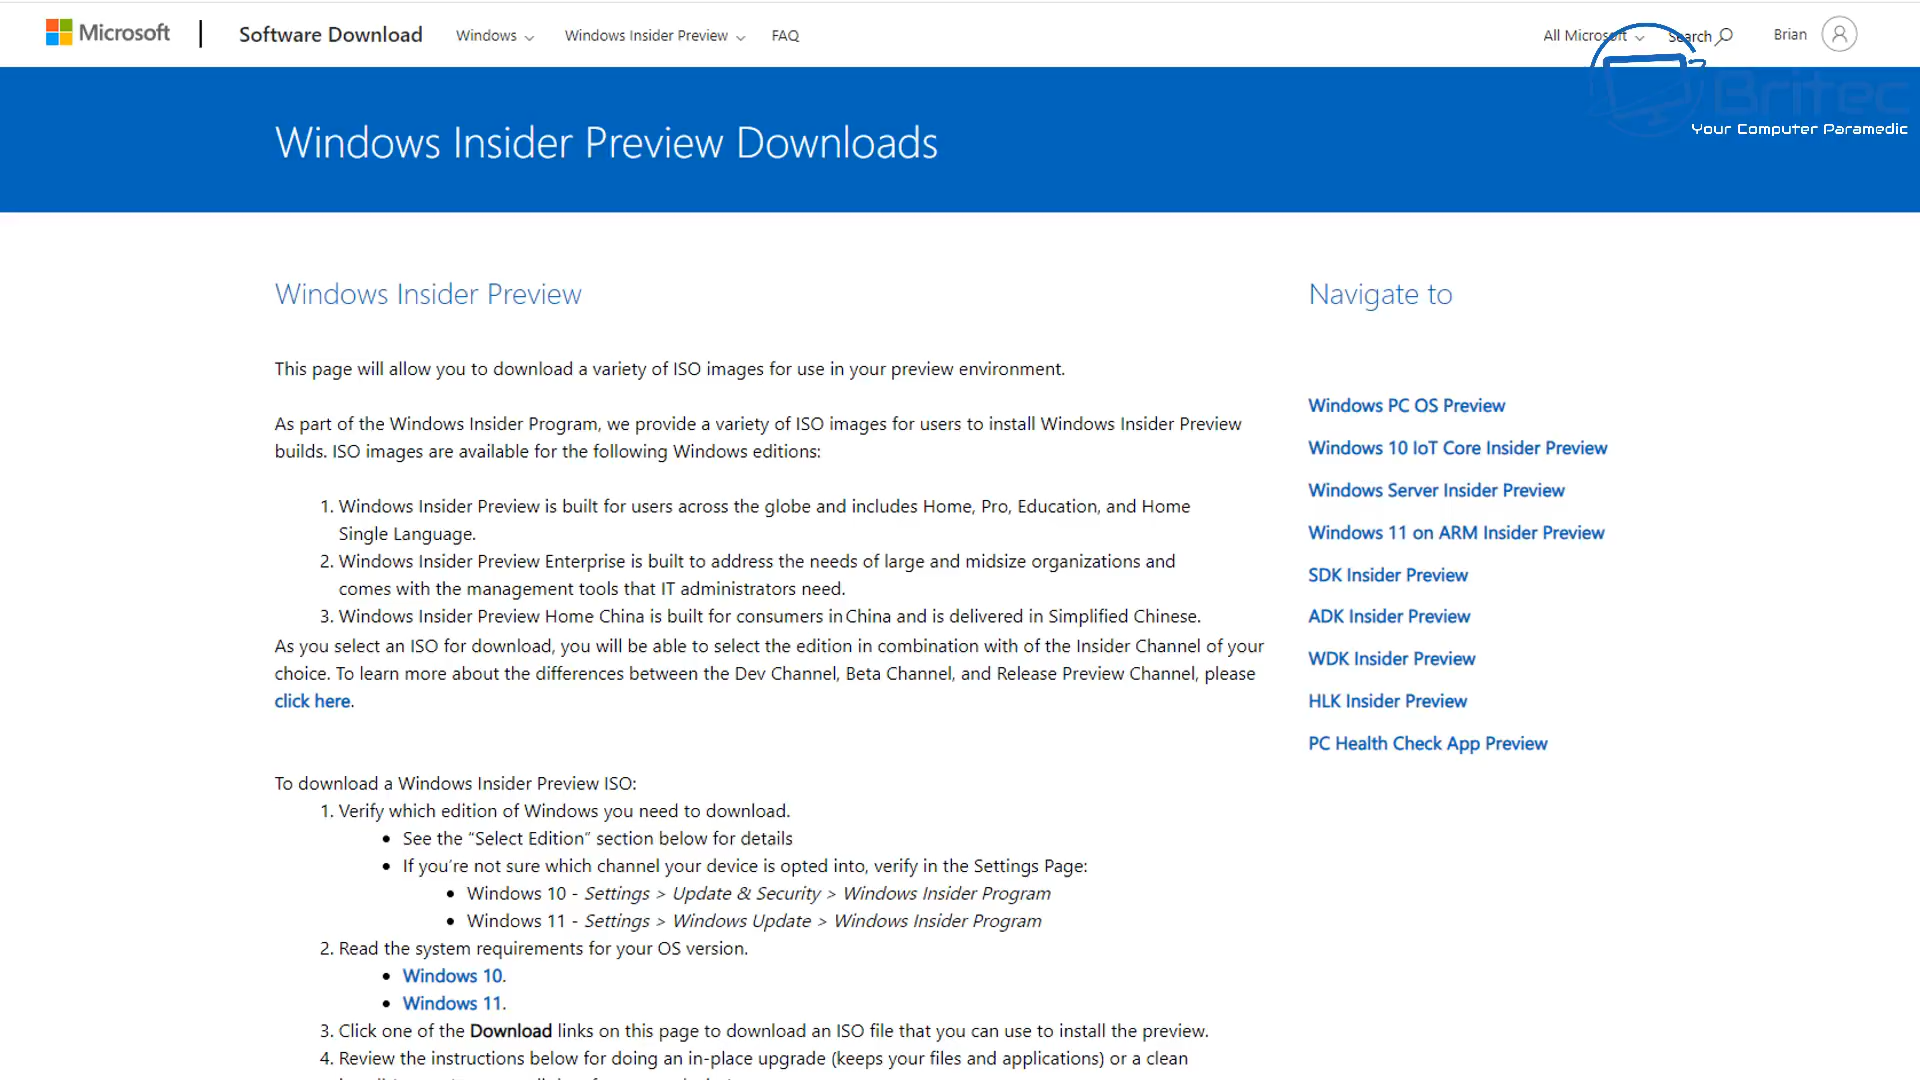 Microsoft
Software Download
Windows
Windows Insider Preview
FAQ
All Microsoft
Search
Brian
Britec
Your Computer Paramedic
Windows Insider Preview Downloads
Windows Insider Preview
This page will allow you to download a variety of ISO images for use in your preview environment.
As part of the Windows Insider Program, we provide a variety of ISO images for users to install Windows Insider Preview
builds. ISO images are available for the following Windows editions:
1. Windows Insider Preview is built for users across the globe and includes Home, Pro, Education, and Home
Single Language.
2. Windows Insider Preview Enterprise is built to address the needs of large and midsize organizations and
comes with the management tools that IT administrators need.
3. Windows Insider Preview Home China is built for consumers in China and is delivered in Simplified Chinese.
As you select an ISO for download, you will be able to select the edition in combination with of the Insider Channel of your
choice. To learn more about the differences between the Dev Channel, Beta Channel, and Release Preview Channel, please
click here.
To download a Windows Insider Preview ISO:
1. Verify which edition of Windows you need to download.
• See the “Select Edition” section below for details
• If you’re not sure which channel your device is opted into, verify in the Settings Page:
• Windows 10 - Settings > Update & Security > Windows Insider Program
• Windows 11 - Settings > Windows Update > Windows Insider Program
2. Read the system requirements for your OS version.
• Windows 10.
• Windows 11.
3. Click one of the Download links on this page to download an ISO file that you can use to install the preview.
4. Review the instructions below for doing an in-place upgrade (keeps your files and applications) or a clean
Navigate to
Windows PC OS Preview
Windows 10 IoT Core Insider Preview
Windows Server Insider Preview
Windows 11 on ARM Insider Preview
SDK Insider Preview
ADK Insider Preview
WDK Insider Preview
HLK Insider Preview
PC Health Check App Preview